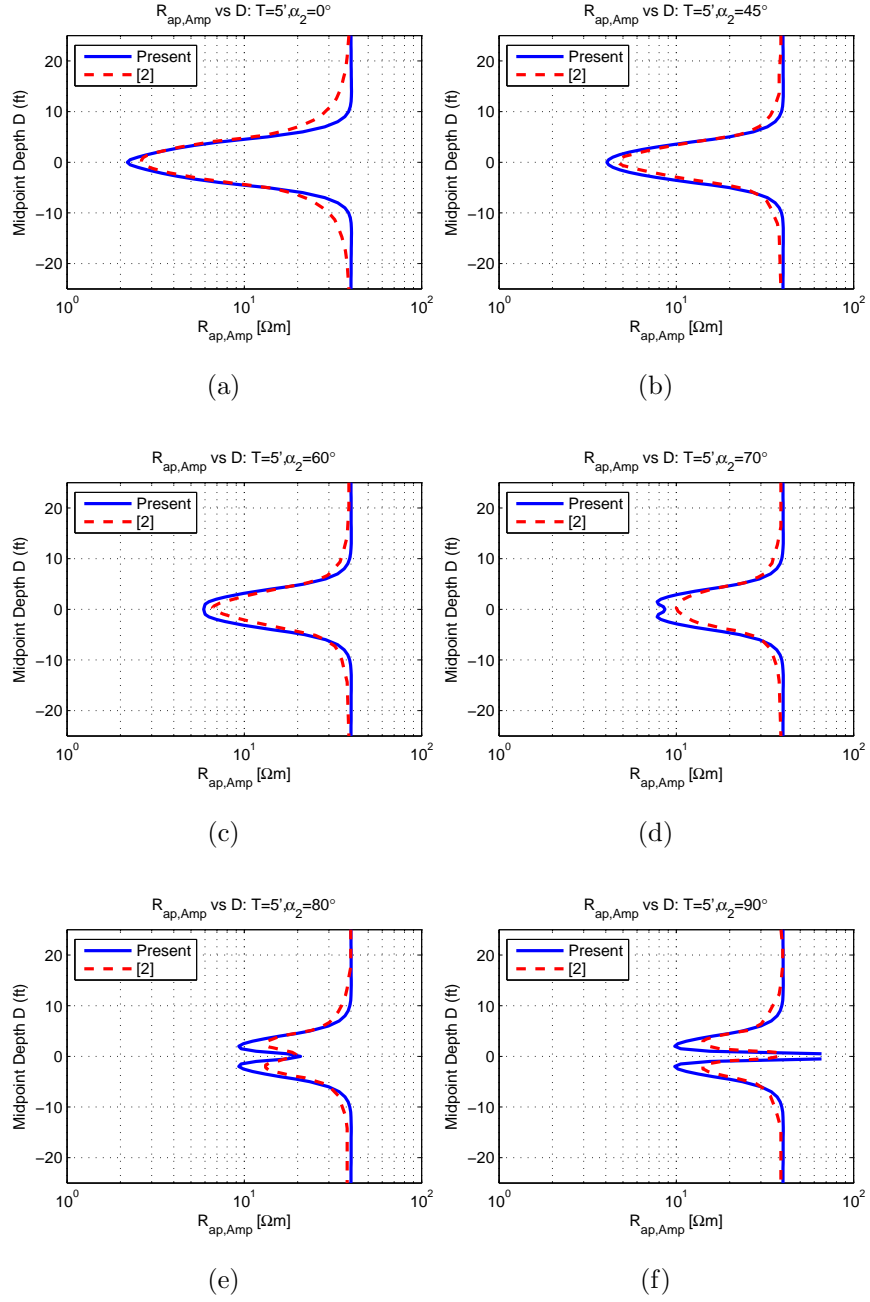 R_ap,Amp vs D: T=5',α_2=0°
Present
[2]
Midpoint Depth D (ft)
20
10
0
−10
−20
10^0
10^1
10^2
R_ap,Amp [Ωm]
(a)
R_ap,Amp vs D: T=5',α_2=45°
Present
[2]
Midpoint Depth D (ft)
20
10
0
−10
−20
10^0
10^1
10^2
R_ap,Amp [Ωm]
(b)
R_ap,Amp vs D: T=5',α_2=60°
Present
[2]
Midpoint Depth D (ft)
20
10
0
−10
−20
10^0
10^1
10^2
R_ap,Amp [Ωm]
(c)
R_ap,Amp vs D: T=5',α_2=70°
Present
[2]
Midpoint Depth D (ft)
20
10
0
−10
−20
10^0
10^1
10^2
R_ap,Amp [Ωm]
(d)
R_ap,Amp vs D: T=5',α_2=80°
Present
[2]
Midpoint Depth D (ft)
20
10
0
−10
−20
10^0
10^1
10^2
R_ap,Amp [Ωm]
(e)
R_ap,Amp vs D: T=5',α_2=90°
Present
[2]
Midpoint Depth D (ft)
20
10
0
−10
−20
10^0
10^1
10^2
R_ap,Amp [Ωm]
(f)